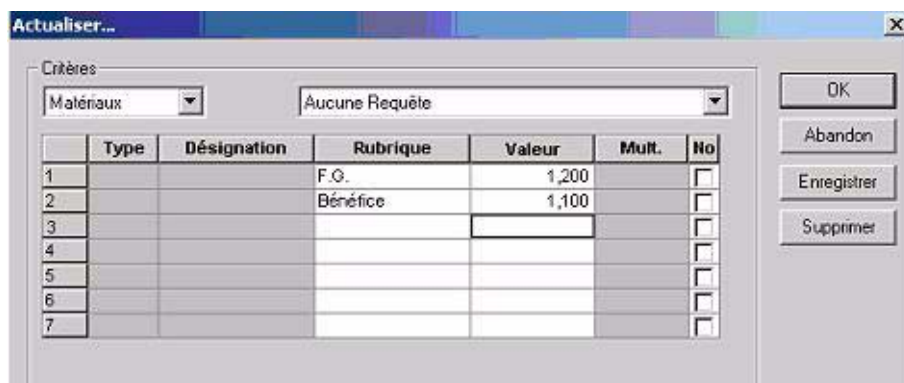 Actualiser...
Critères
Matériaux Aucune Requête
OK
Abandon
Enregistrer
Supprimer
Type Désignation Rubrique Valeur Mult. No
1 F.G. 1,200
2 Bénéfice 1,100
3
4
5
6
7